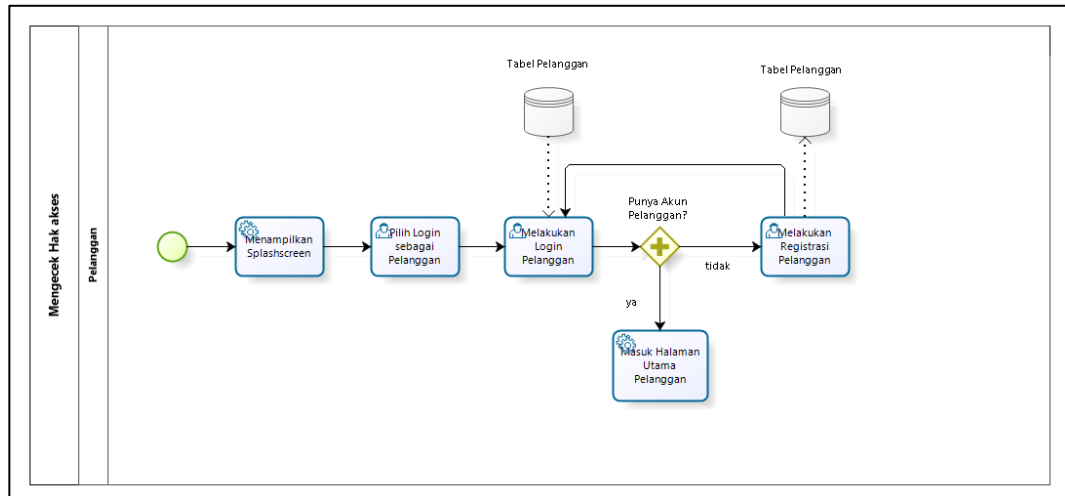 Mengecek Hak akses
Pelanggan
Tabel Pelanggan
Tabel Pelanggan
Menampilkan
Splashscreen
Pilih Login
sebagai
Pelanggan
Melakukan
Login
Pelanggan
Punya Akun
Pelanggan?
tidak
ya
Melakukan
Registrasi
Pelanggan
Masuk Halaman
Utama
Pelanggan